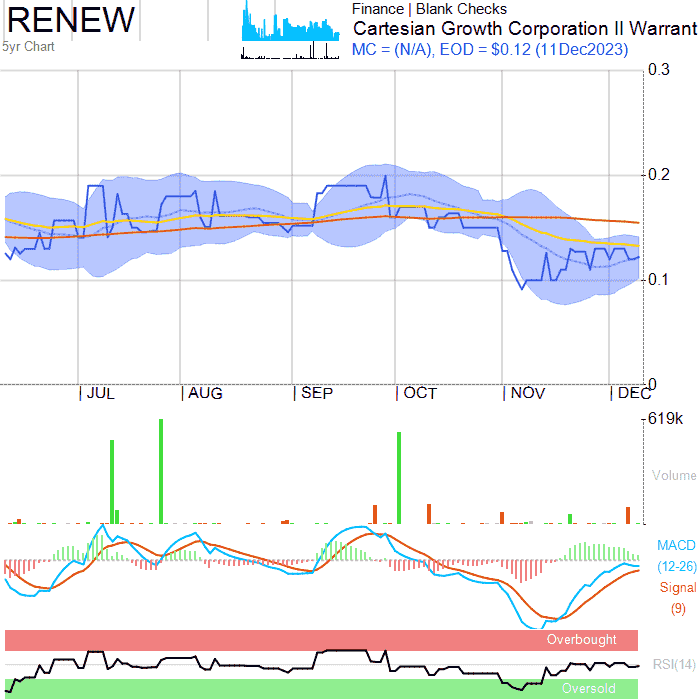 RENEW
5yr Chart
Finance | Blank Checks
Cartesian Growth Corporation II Warrant
MC = (N/A), EOD = $0.12 (11Dec2023)
0.3
0.2
0.1
0
| JUL | AUG | SEP | OCT | NOV | DEC
619k
Volume
MACD
(12-26)
Signal
(9)
Overbought
RSI(14)
Oversold